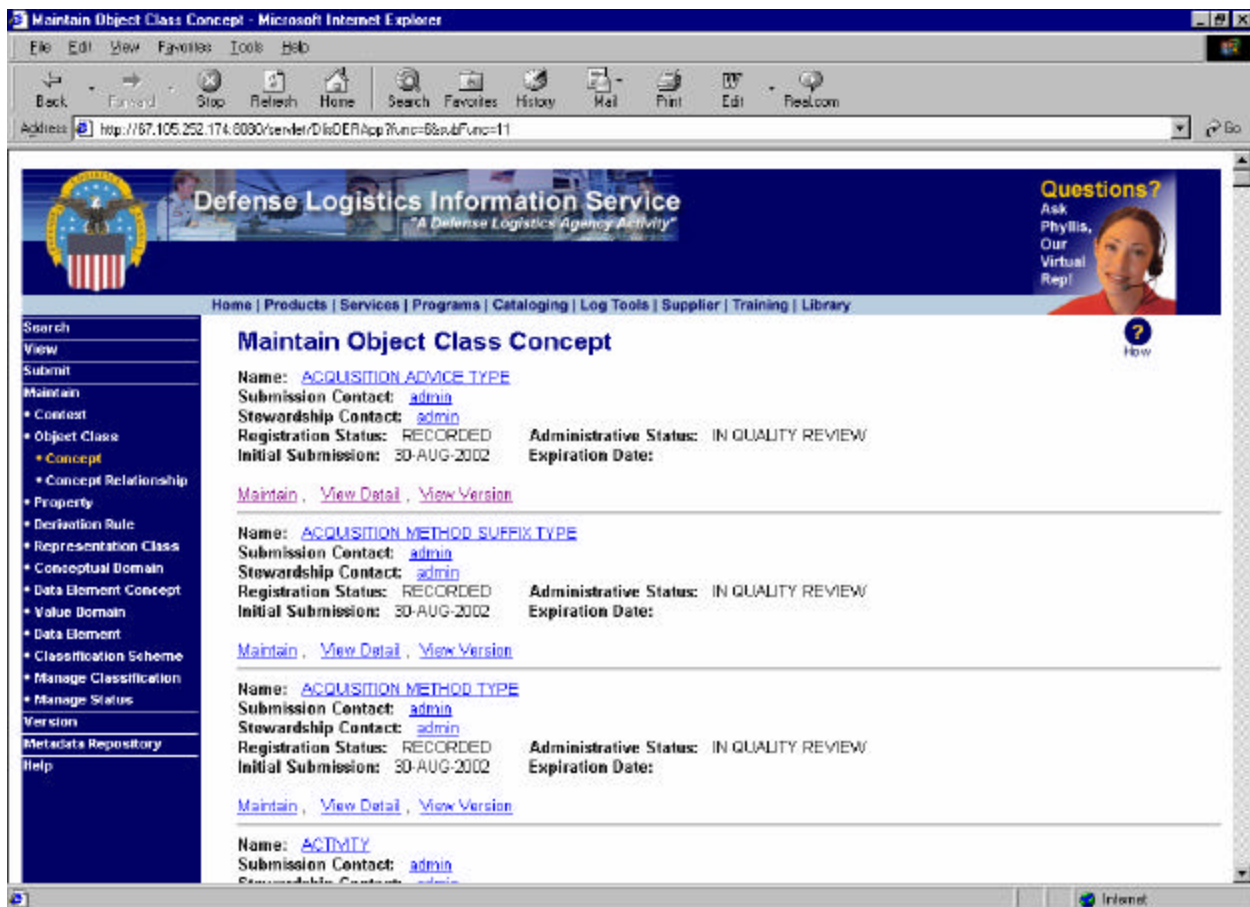 Maintain Object Class Concept - Microsoft Internet Explorer
File Edit View Favorites Tools Help
Back Forward Stop Refresh Home Search Favorites History Mail Print Edit Real.com
Address http://67.105.252.174:8080/servlet/DlisDERApp?func=6&subFunc=11 Go
Defense Logistics Information Service
"A Defense Logistics Agency Activity"
Questions?
Ask
Phyllis,
Our
Virtual
Rep!
Home | Products | Services | Programs | Cataloging | Log Tools | Supplier | Training | Library
Search
View
Submit
Maintain
• Context
• Object Class
• Concept
• Concept Relationship
• Property
• Derivation Rule
• Representation Class
• Conceptual Domain
• Data Element Concept
• Value Domain
• Data Element
• Classification Scheme
• Manage Classification
• Manage Status
Version
Metadata Repository
Help
Maintain Object Class Concept
?
How
Name: ACQUISITION ADVICE TYPE
Submission Contact: admin
Stewardship Contact: admin
Registration Status: RECORDED Administrative Status: IN QUALITY REVIEW
Initial Submission: 30-AUG-2002 Expiration Date:
Maintain , View Detail , View Version
Name: ACQUISITION METHOD SUFFIX TYPE
Submission Contact: admin
Stewardship Contact: admin
Registration Status: RECORDED Administrative Status: IN QUALITY REVIEW
Initial Submission: 30-AUG-2002 Expiration Date:
Maintain , View Detail , View Version
Name: ACQUISITION METHOD TYPE
Submission Contact: admin
Stewardship Contact: admin
Registration Status: RECORDED Administrative Status: IN QUALITY REVIEW
Initial Submission: 30-AUG-2002 Expiration Date:
Maintain , View Detail , View Version
Name: ACTIVITY
Submission Contact: admin
Stewardship Contact: admin
Internet